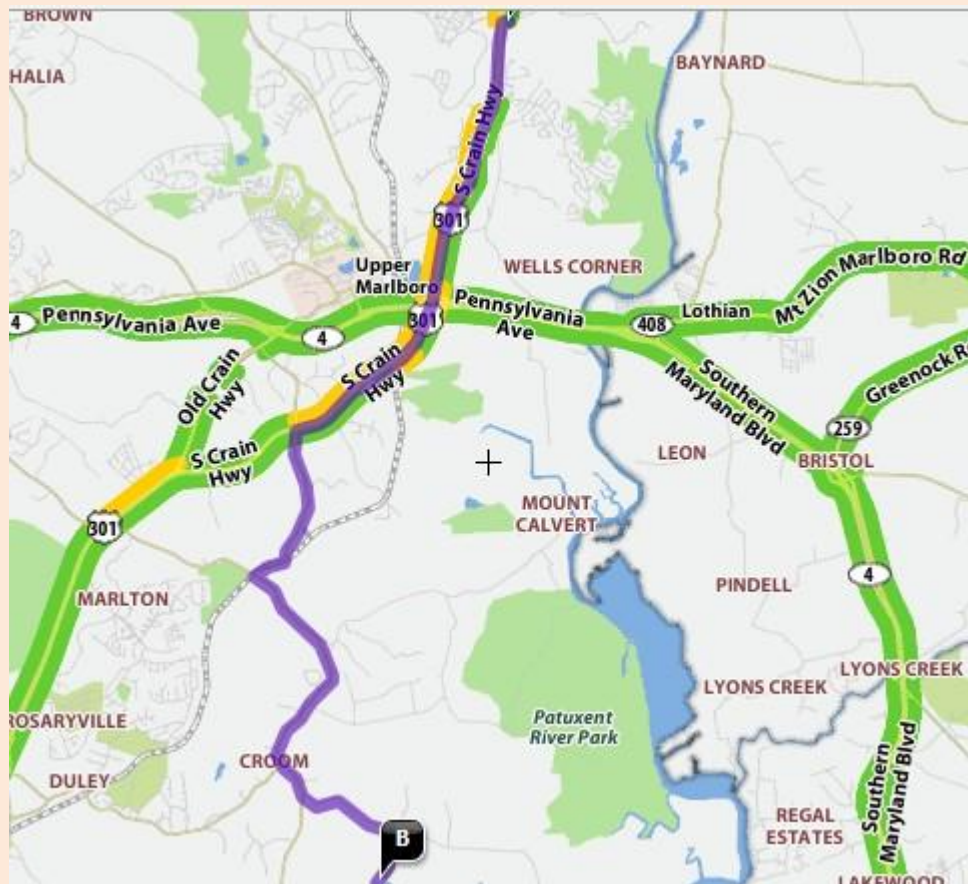 BROWN
BAYNARD
HALIA
S Crain Hwy
301
WELLS CORNER
Upper
Marlboro
Mt Zion Marlboro Rd
4
Pennsylvania Ave
4
301
Pennsylvania
Ave
408
Lothian
S Crain
Hwy
Old Crain
Hwy
Southern
Maryland Blvd
Greenock R
259
S Crain
Hwy
LEON
BRISTOL
301
MOUNT
CALVERT
4
PINDELL
MARLTON
LYONS CREEK
LYONS CREEK
ROSARYVILLE
Patuxent
River Park
CROOM
DULEY
Southern
Maryland Blvd
REGAL
ESTATES
B
LAKEWOOD